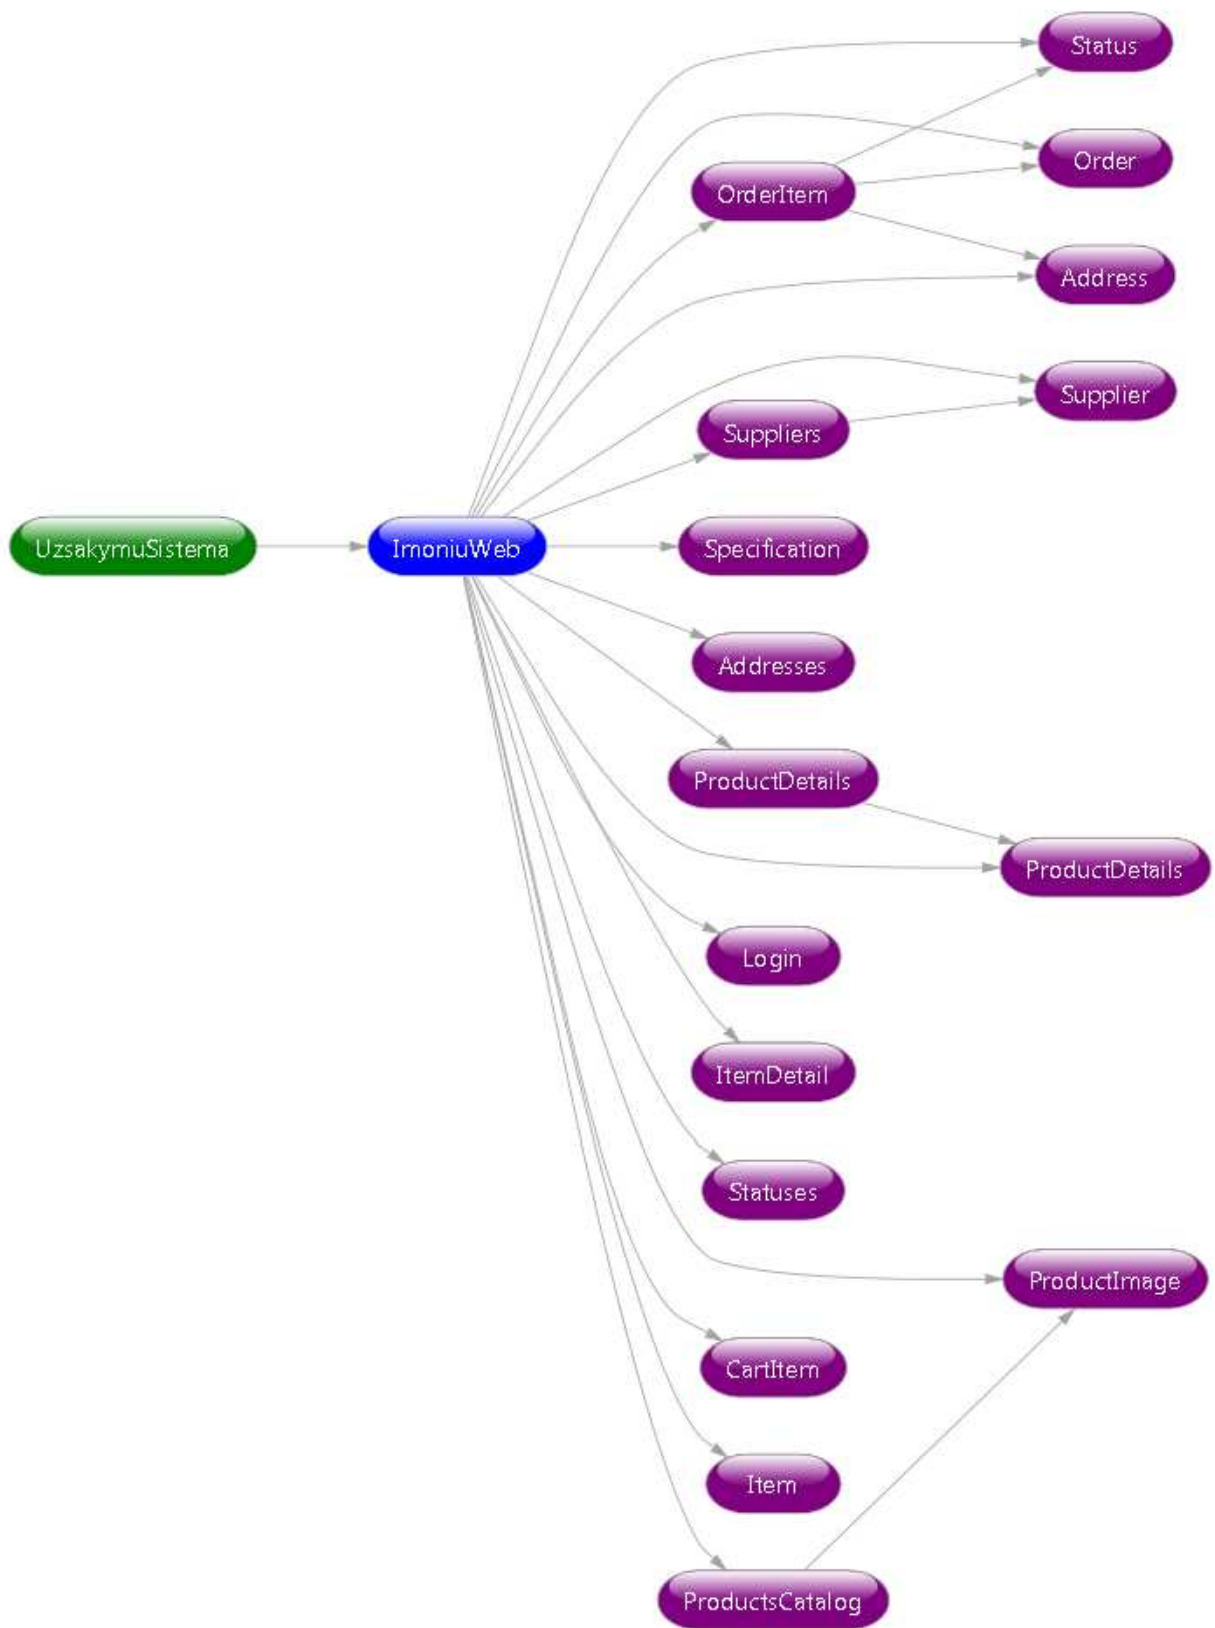 Status
Order
OrderItem
Address
Supplier
Suppliers
UzsakymuSistema
ImoniuWeb
Specification
Addresses
ProductDetails
ProductDetails
Login
ItemDetail
Statuses
ProductImage
CartItem
Item
ProductsCatalog